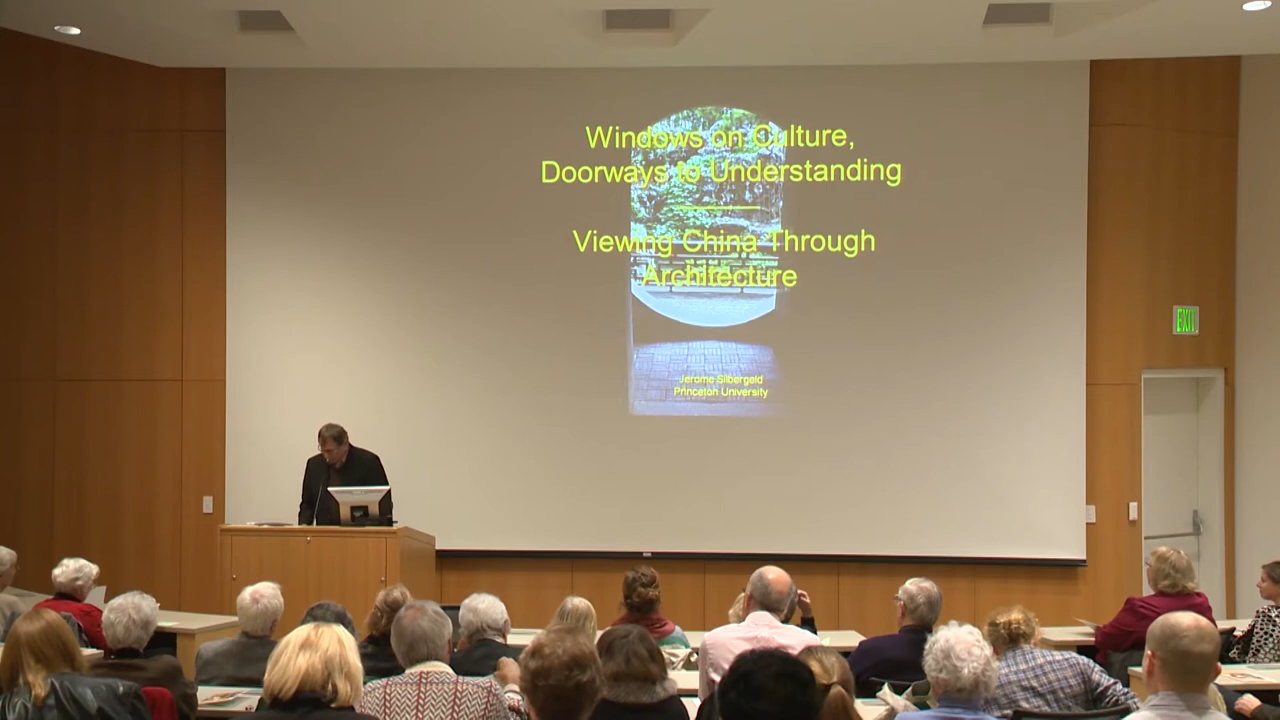 Windows on Culture,
Doorways to Understanding
Viewing China Through
Architecture
Jerome Silbergeld
Princeton University
EXIT